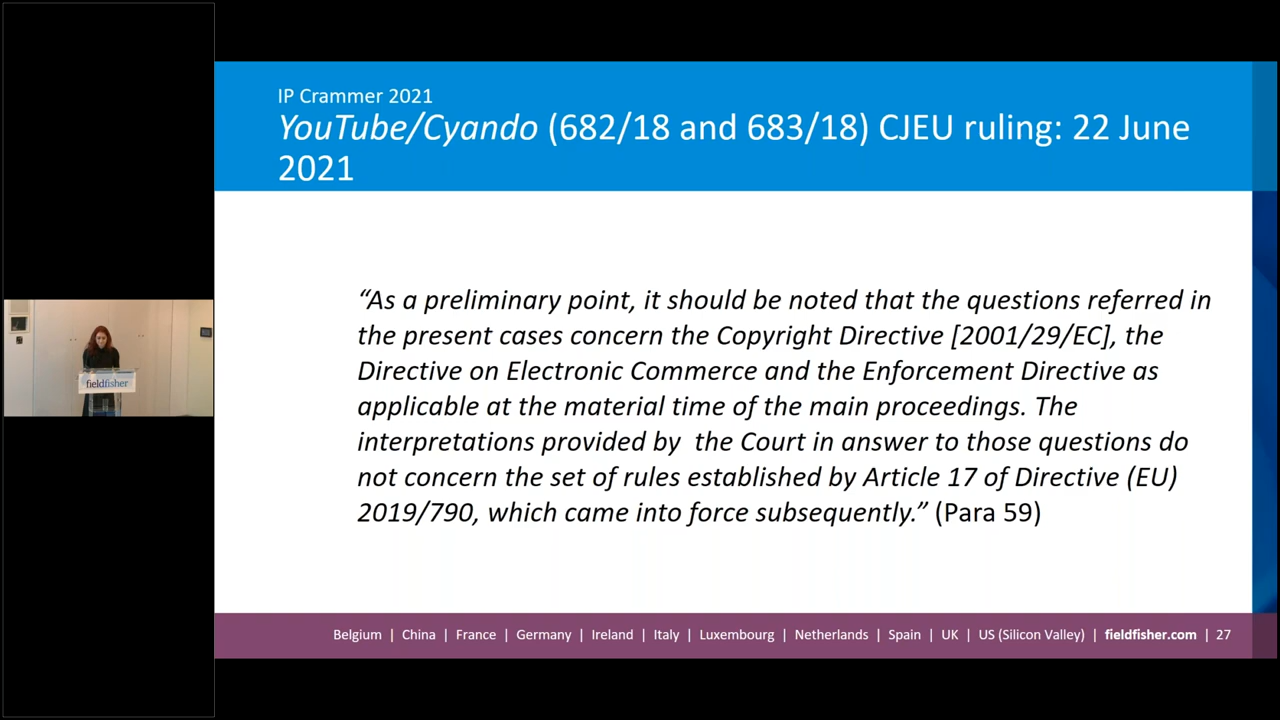 IP Crammer 2021
YouTube/Cyando (682/18 and 683/18) CJEU ruling: 22 June
2021
“As a preliminary point, it should be noted that the questions referred in
the present cases concern the Copyright Directive [2001/29/EC], the
Directive on Electronic Commerce and the Enforcement Directive as
applicable at the material time of the main proceedings. The
interpretations provided by the Court in answer to those questions do
not concern the set of rules established by Article 17 of Directive (EU)
2019/790, which came into force subsequently.” (Para 59)
fieldfisher
Belgium | China | France | Germany | Ireland | Italy | Luxembourg | Netherlands | Spain | UK | US (Silicon Valley) | fieldfisher.com | 27